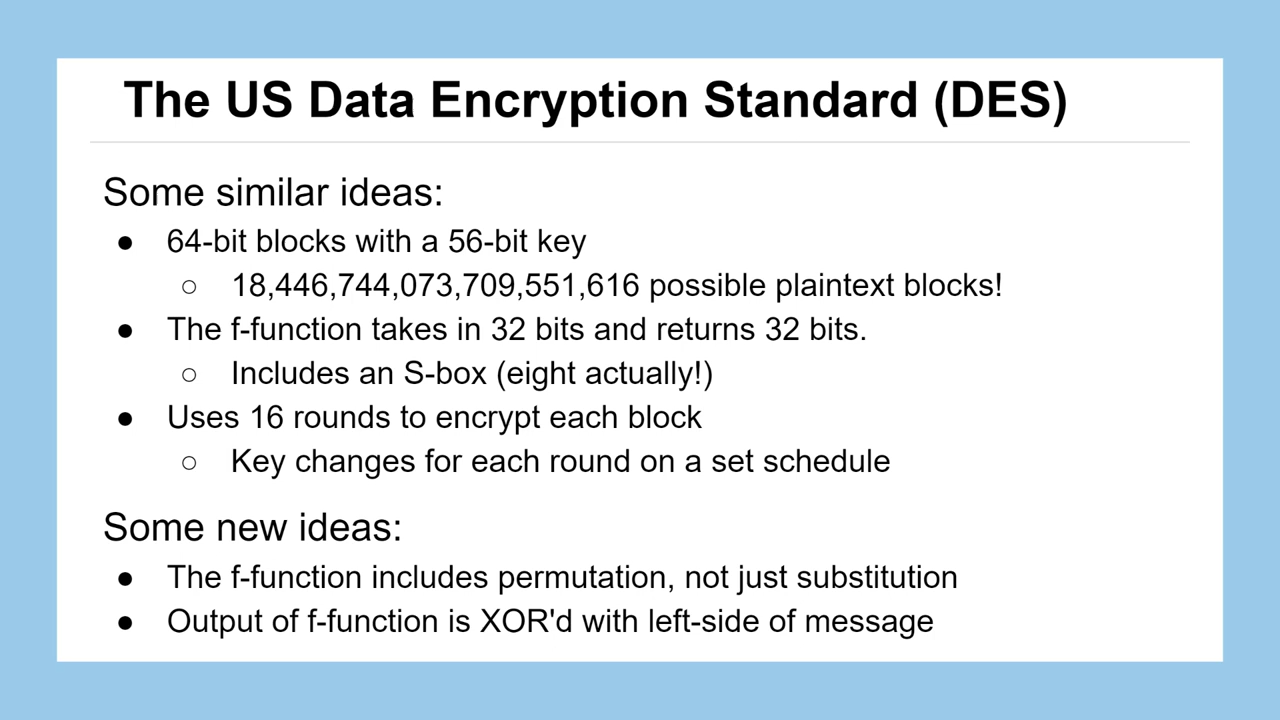 The US Data Encryption Standard (DES)
Some similar ideas:
● 64-bit blocks with a 56-bit key
○ 18,446,744,073,709,551,616 possible plaintext blocks!
● The f-function takes in 32 bits and returns 32 bits.
○ Includes an S-box (eight actually!)
● Uses 16 rounds to encrypt each block
○ Key changes for each round on a set schedule
Some new ideas:
● The f-function includes permutation, not just substitution
● Output of f-function is XOR'd with left-side of message